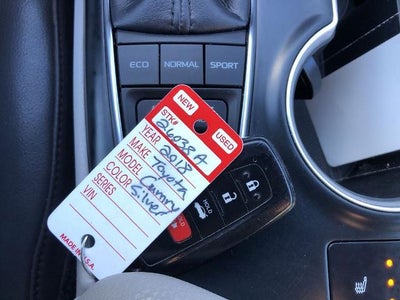 ECO NORMAL SPORT
NEW USED
STK# 26038A
YEAR 2018
MAKE Toyota
MODEL Camry
COLOR Silver
SERIES
VIN
MADE IN U.S.A.
HOLD